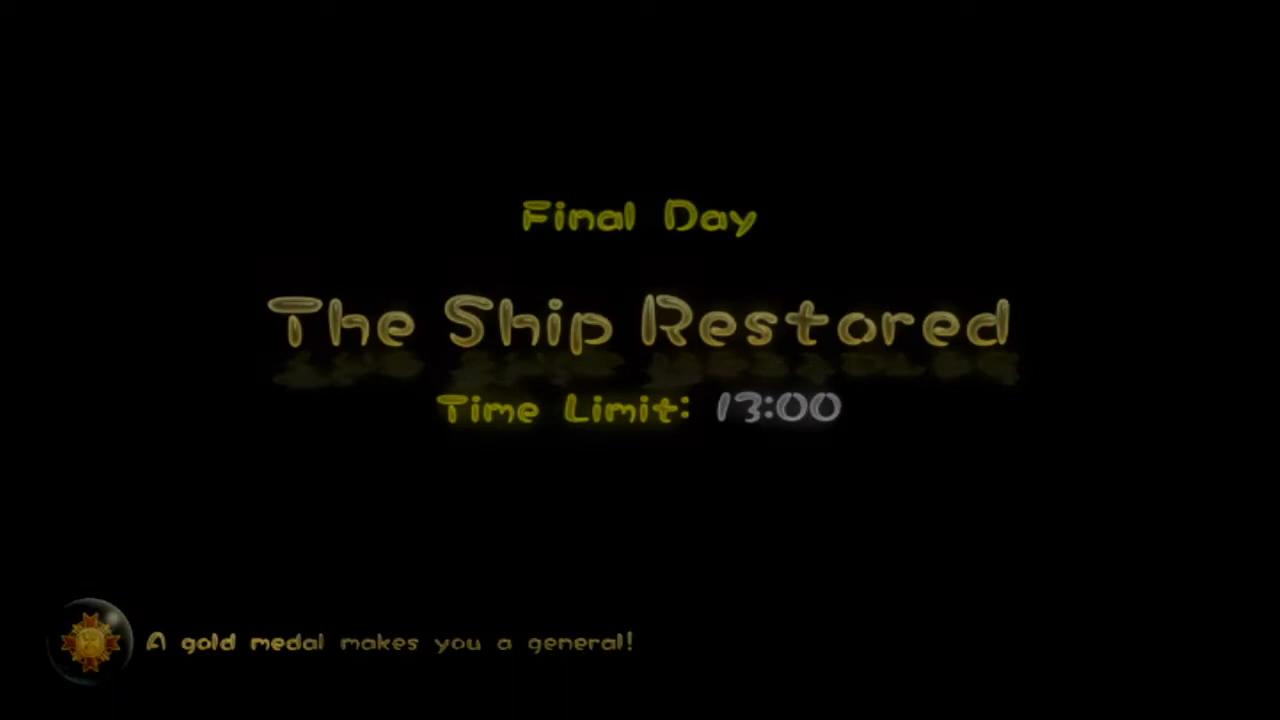 Final Day
The Ship Restored
Time Limit: 13:00
A gold medal makes you a general!